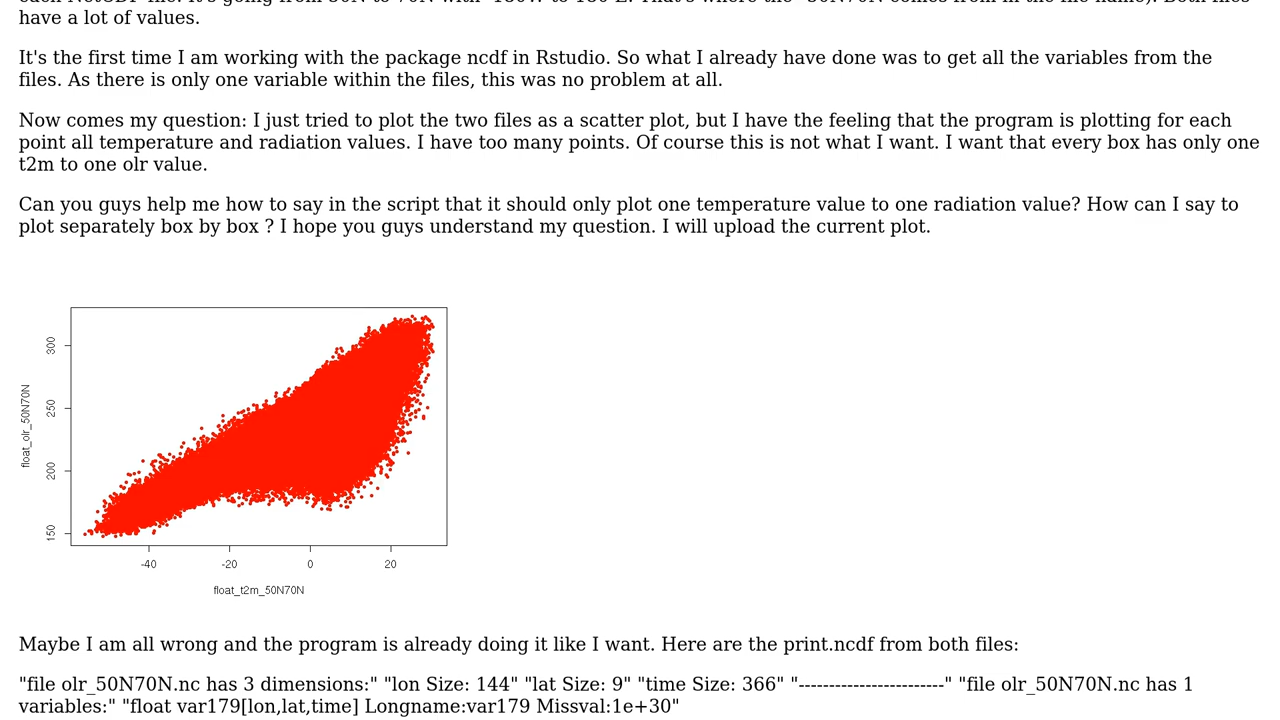 have a lot of values.
It's the first time I am working with the package ncdf in Rstudio. So what I already have done was to get all the variables from the
files. As there is only one variable within the files, this was no problem at all.
Now comes my question: I just tried to plot the two files as a scatter plot, but I have the feeling that the program is plotting for each
point all temperature and radiation values. I have too many points. Of course this is not what I want. I want that every box has only one
t2m to one olr value.
Can you guys help me how to say in the script that it should only plot one temperature value to one radiation value? How can I say to
plot separately box by box ? I hope you guys understand my question. I will upload the current plot.
float_olr_50N70N
300
250
200
150
-40 -20 0 20
float_t2m_50N70N
Maybe I am all wrong and the program is already doing it like I want. Here are the print.ncdf from both files:
"file olr_50N70N.nc has 3 dimensions:" "lon Size: 144" "lat Size: 9" "time Size: 366" "------------------------" "file olr_50N70N.nc has 1
variables:" "float var179[lon,lat,time] Longname:var179 Missval:1e+30"